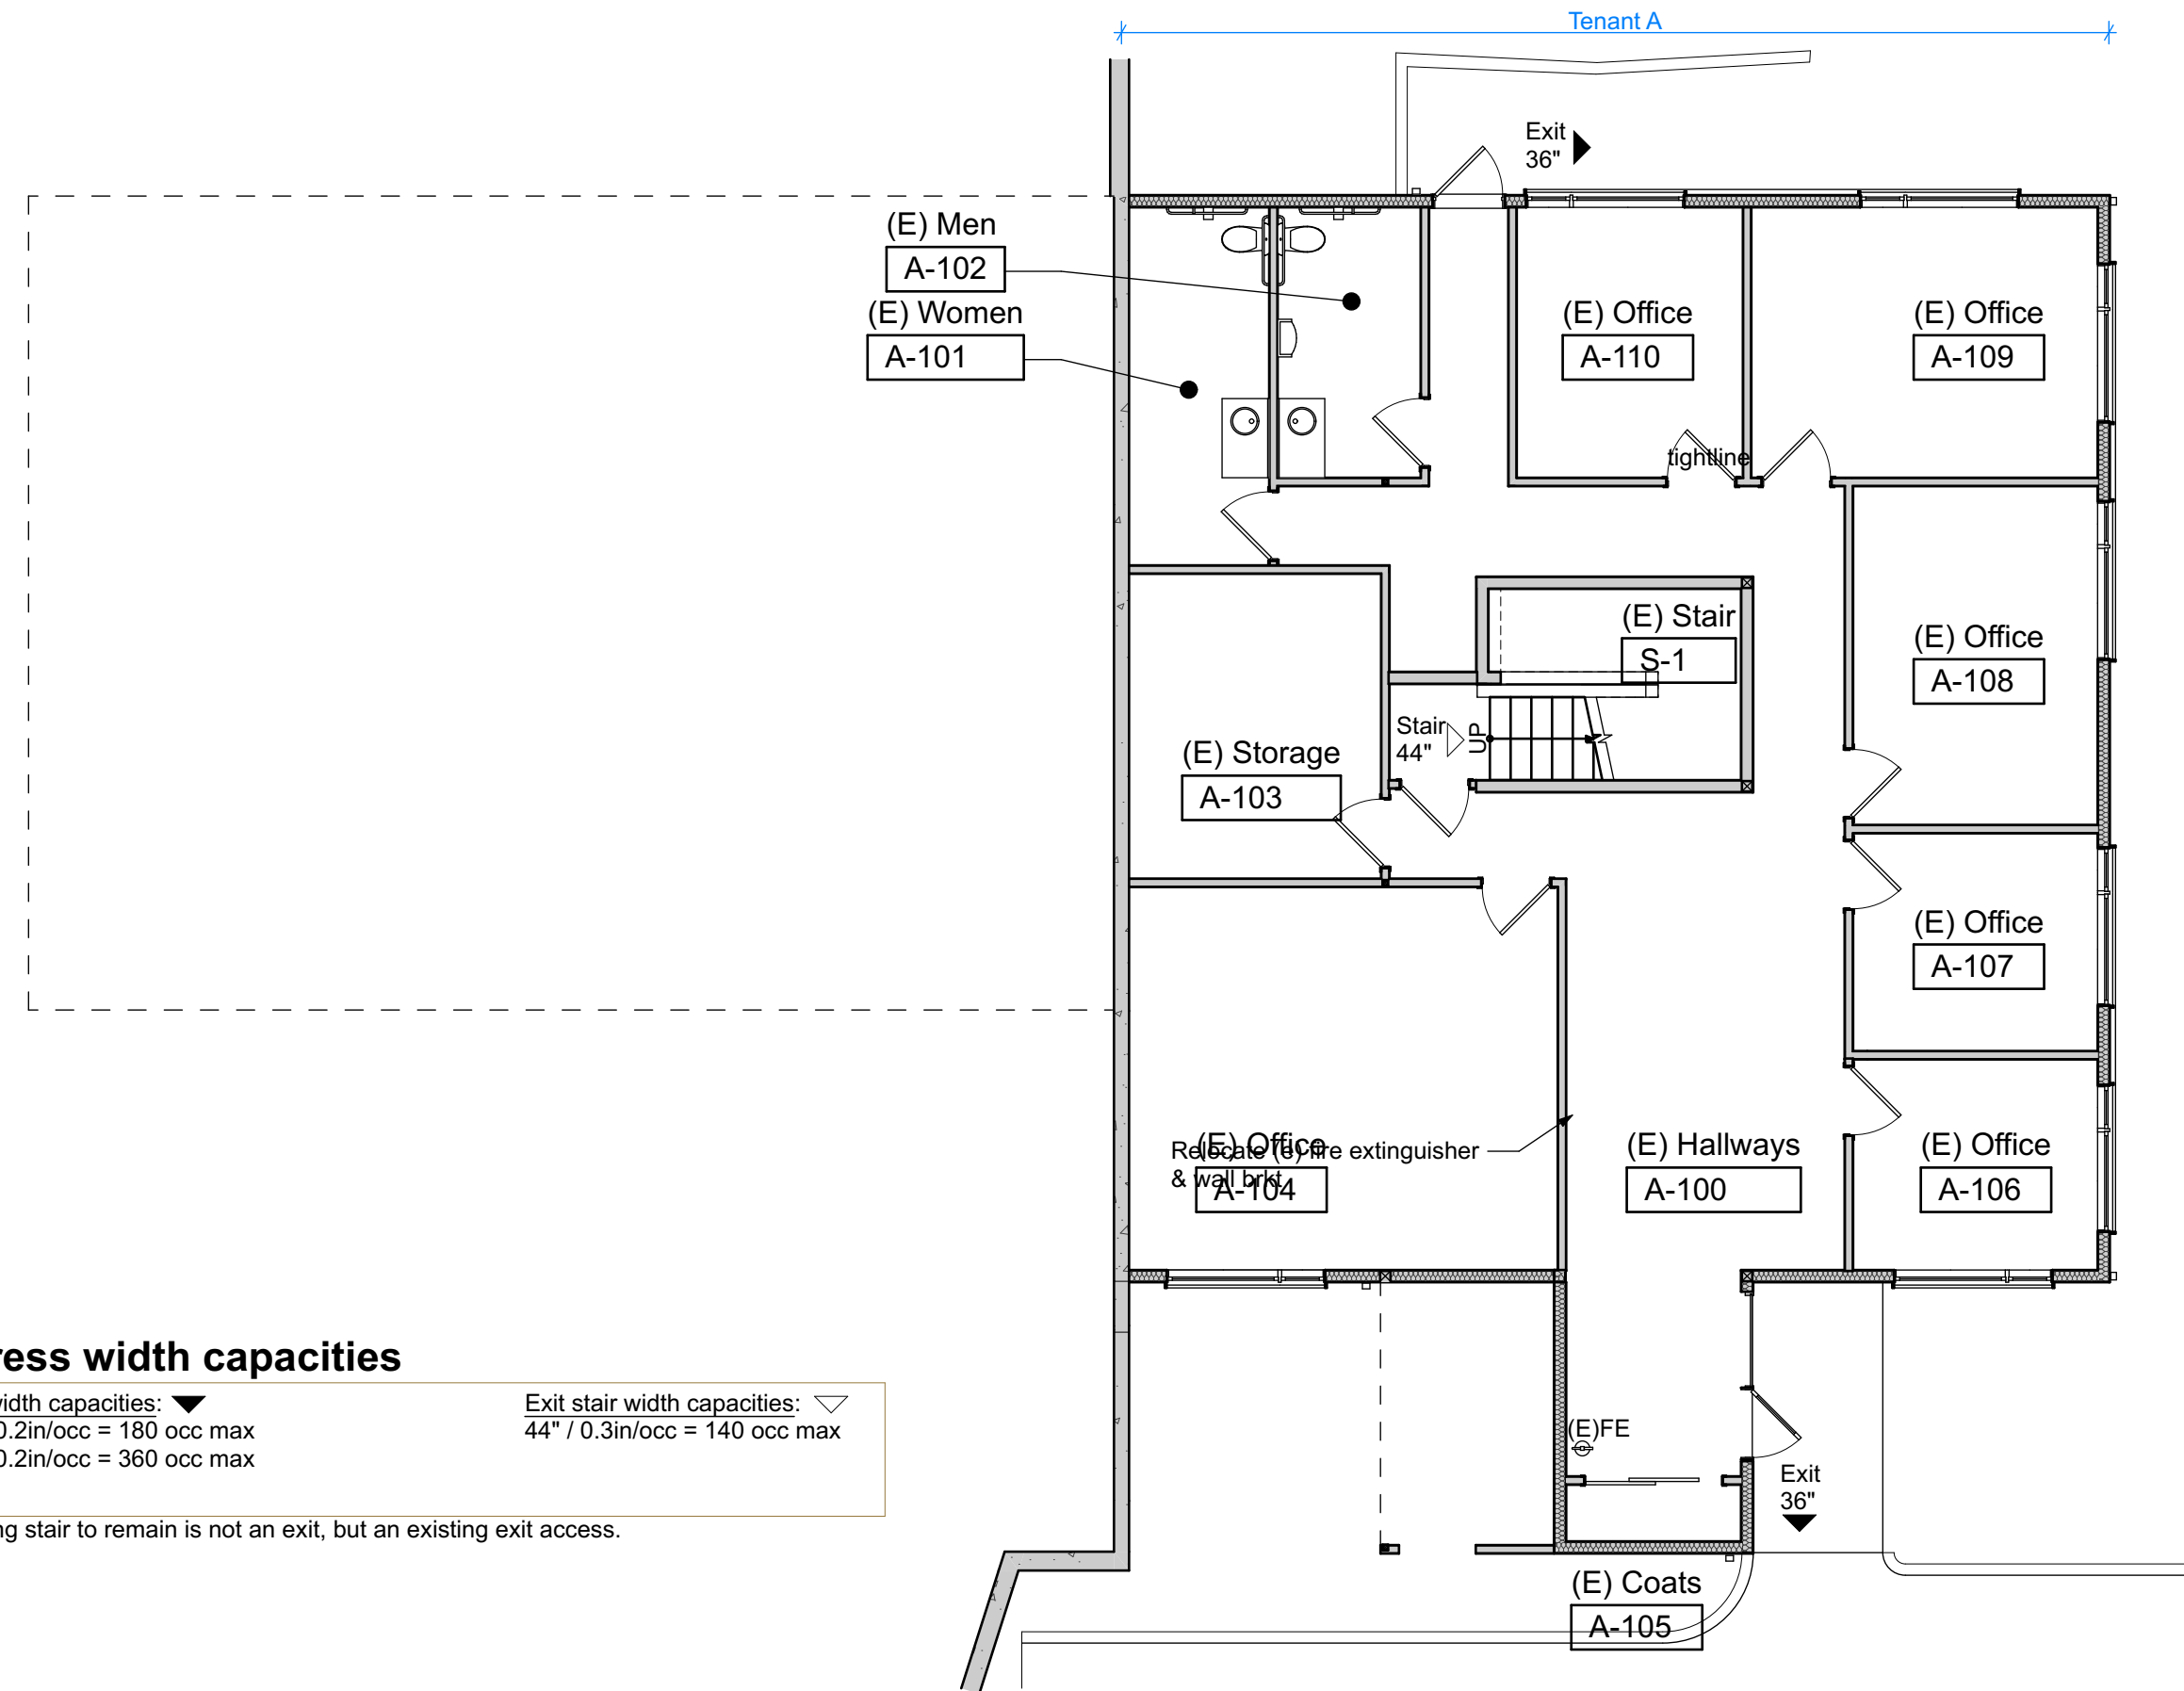 Tenant A
Exit
36"
(E) Men
A-102
(E) Women
A-101
(E) Office
A-110
(E) Office
A-109
tightline
(E) Stair
S-1
(E) Office
A-108
Stair
44"
UP
(E) Storage
A-103
(E) Office
A-107
(E) Office
A-104
Relocate (e) fire extinguisher
& wall brkt
(E) Hallways
A-100
(E) Office
A-106
ress width capacities
width capacities:
0.2in/occ = 180 occ max
0.2in/occ = 360 occ max
Exit stair width capacities:
44" / 0.3in/occ = 140 occ max
ng stair to remain is not an exit, but an existing exit access.
(E)FE
Exit
36"
(E) Coats
A-105